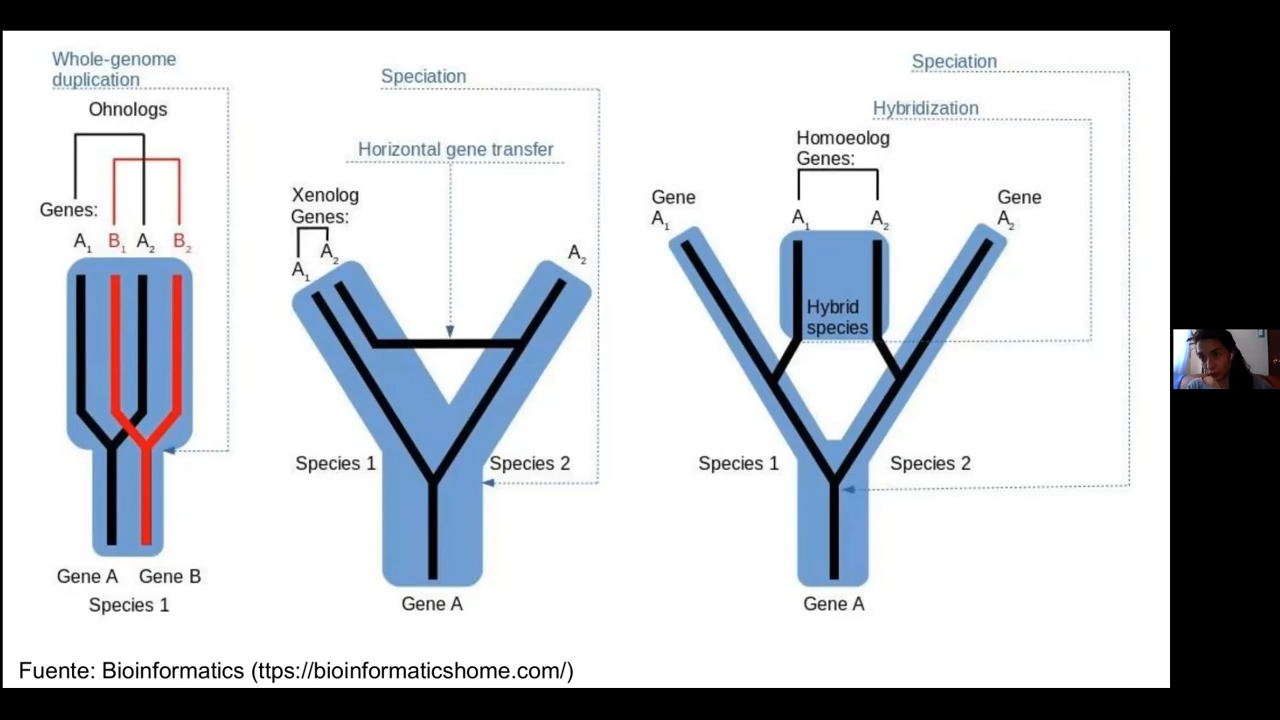 Whole-genome
duplication
Ohnologs
Genes:
A1 B1 A2 B2
Gene A Gene B
Species 1
Speciation
Horizontal gene transfer
Xenolog
Genes:
A2
A1
A2
Species 1
Species 2
Gene A
Speciation
Hybridization
Homoeolog
Genes:
Gene
A1
A1
A2
Gene
A2
Hybrid
species
Species 1
Species 2
Gene A
Fuente: Bioinformatics (ttps://bioinformaticshome.com/)